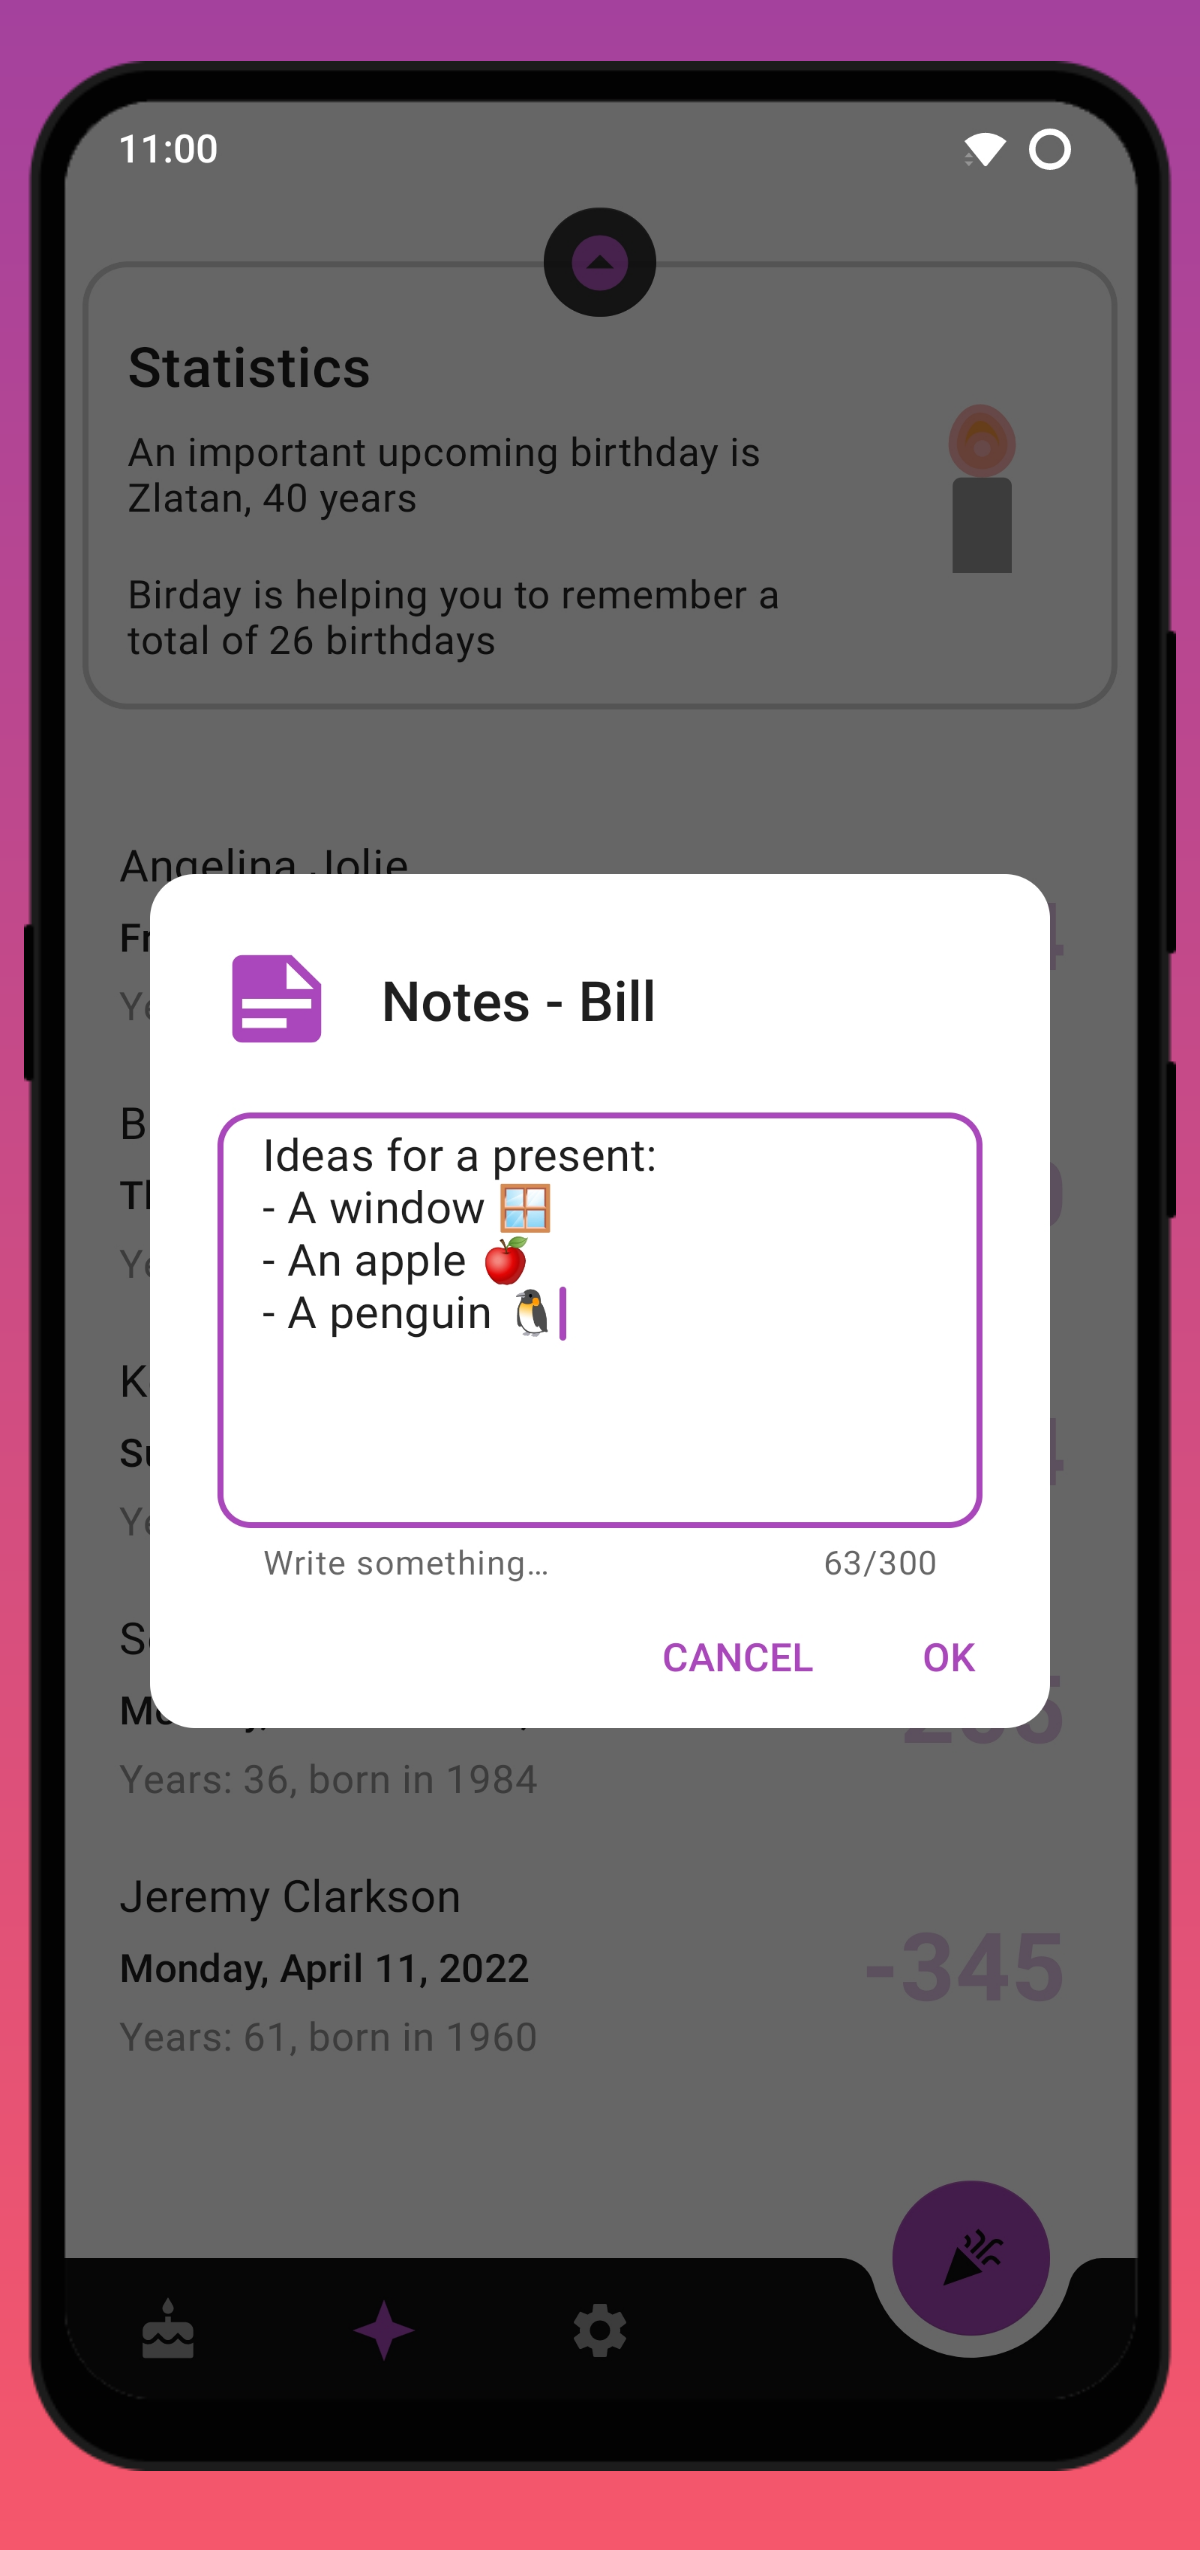 11:00
Statistics
An important upcoming birthday is
Zlatan, 40 years
Birday is helping you to remember a
total of 26 birthdays
Angelina Jolie
Notes - Bill
Ideas for a present:
- A window 🪟
- An apple 🍎
- A penguin 🐧
Write something... 63/300
CANCEL OK
Years: 36, born in 1984
Jeremy Clarkson
Monday, April 11, 2022
-345
Years: 61, born in 1960